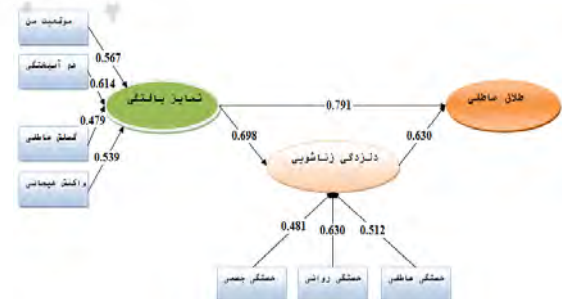 موقعیت من
0.567
هم آمیختگی
0.614
0.479
گسلش عاطفی
0.539
واکنش هیجانی
تمایز یافتگی
0.791
طلاق عاطفی
0.698
0.630
دلزدگی زناشویی
0.481
0.630
0.512
خستگی جسمی
خستگی روانی
خستگی عاطفی